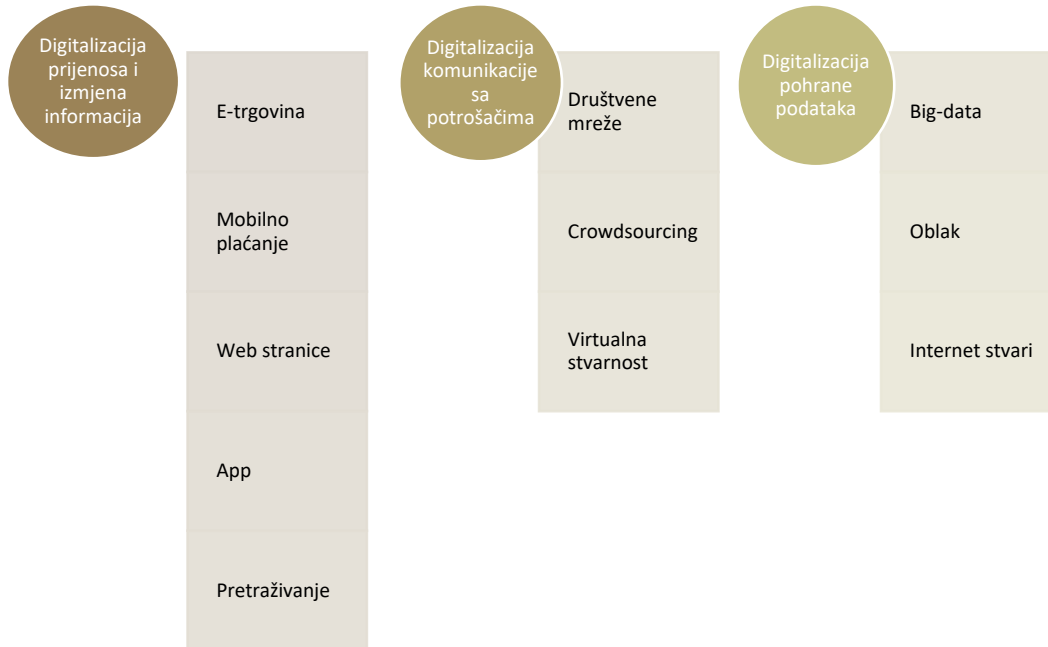 Digitalizacija
prijenosa i
izmjena
informacija
E-trgovina
Mobilno
plaćanje
Web stranice
App
Pretraživanje
Digitalizacija
komunikacije
sa
potrošačima
Društvene
mreže
Crowdsourcing
Virtualna
stvarnost
Digitalizacija
pohrane
podataka
Big-data
Oblak
Internet stvari